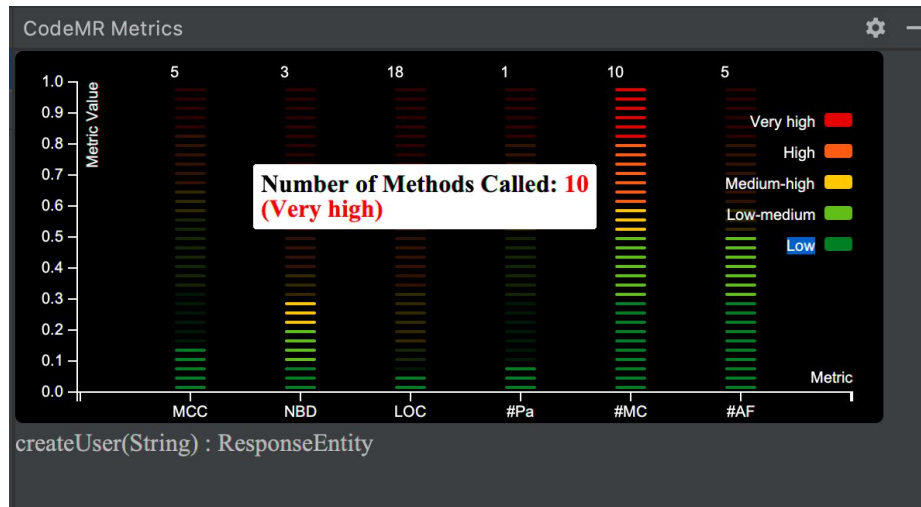 CodeMR Metrics
5 3 18 1 10 5
1.0
0.9
0.8
0.7
0.6
0.5
0.4
0.3
0.2
0.1
0.0
Metric Value
Number of Methods Called: 10
(Very high)
Very high
High
Medium-high
Low-medium
Low
Metric
MCC NBD LOC #Pa #MC #AF
createUser(String) : ResponseEntity